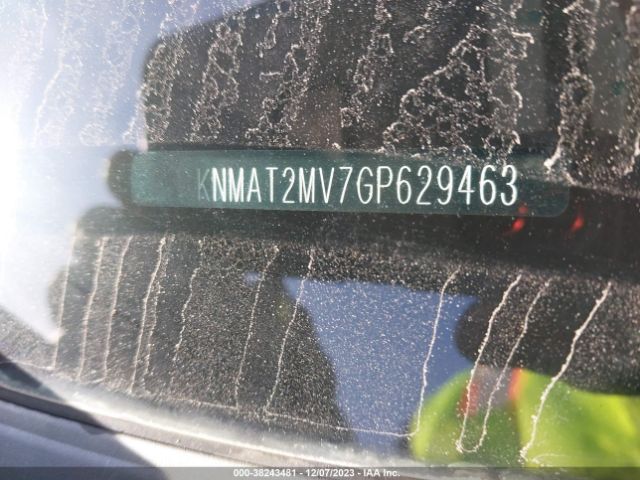 KNMAT2MV7GP629463
000-38243481 - 12/07/2023 - IAA Inc.